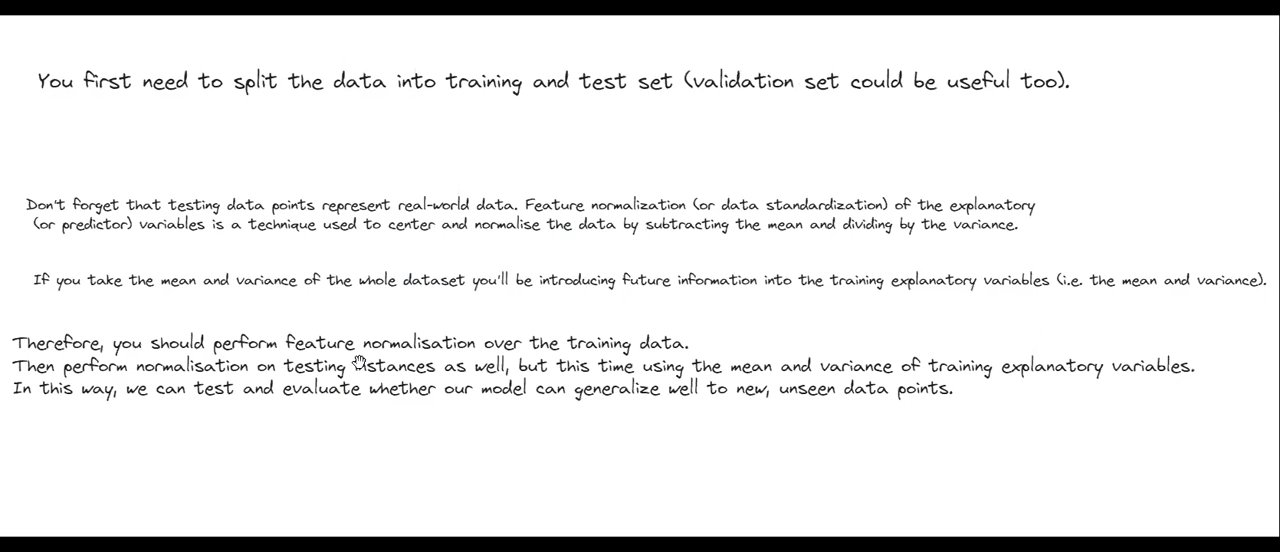 You first need to split the data into training and test set (validation set could be useful too).
Don't forget that testing data points represent real-world data. Feature normalization (or data standardization) of the explanatory
(or predictor) variables is a technique used to center and normalise the data by subtracting the mean and dividing by the variance.
If you take the mean and variance of the whole dataset you'll be introducing future information into the training explanatory variables (i.e. the mean and variance).
Therefore, you should perform feature normalisation over the training data.
Then perform normalisation on testing as well, but this time using the mean and variance of training explanatory variables.
In this way, we can test and evaluate whether our model can generalize well to new, unseen data points.